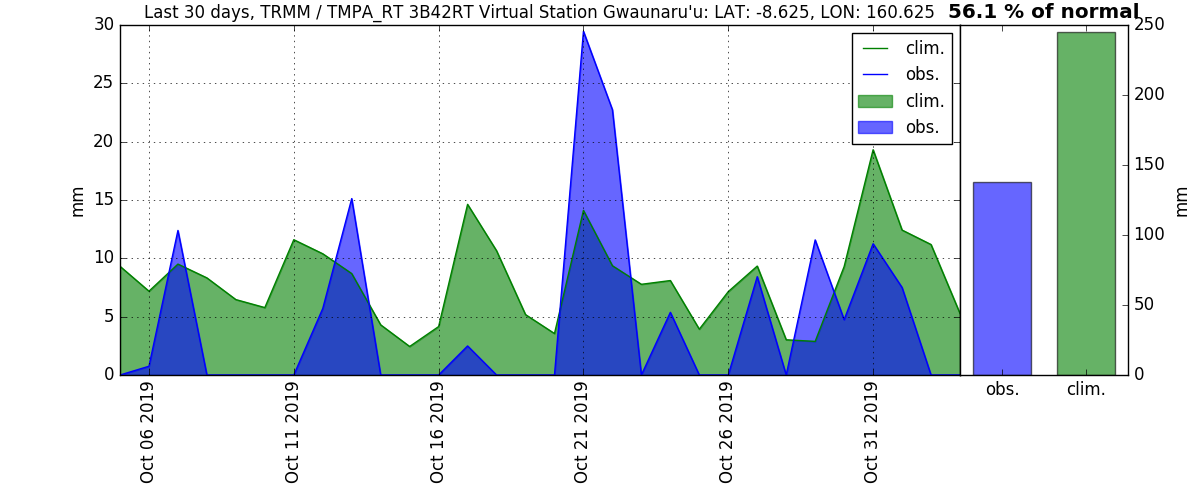 Last 30 days, TRMM / TMPA_RT 3B42RT Virtual Station Gwaunaru'u: LAT: -8.625, LON: 160.625
56.1 % of normal
30
25
20
15
10
5
0
mm
clim.
obs.
clim.
obs.
250
200
150
100
50
0
mm
obs.
clim.
Oct 06 2019
Oct 11 2019
Oct 16 2019
Oct 21 2019
Oct 26 2019
Oct 31 2019